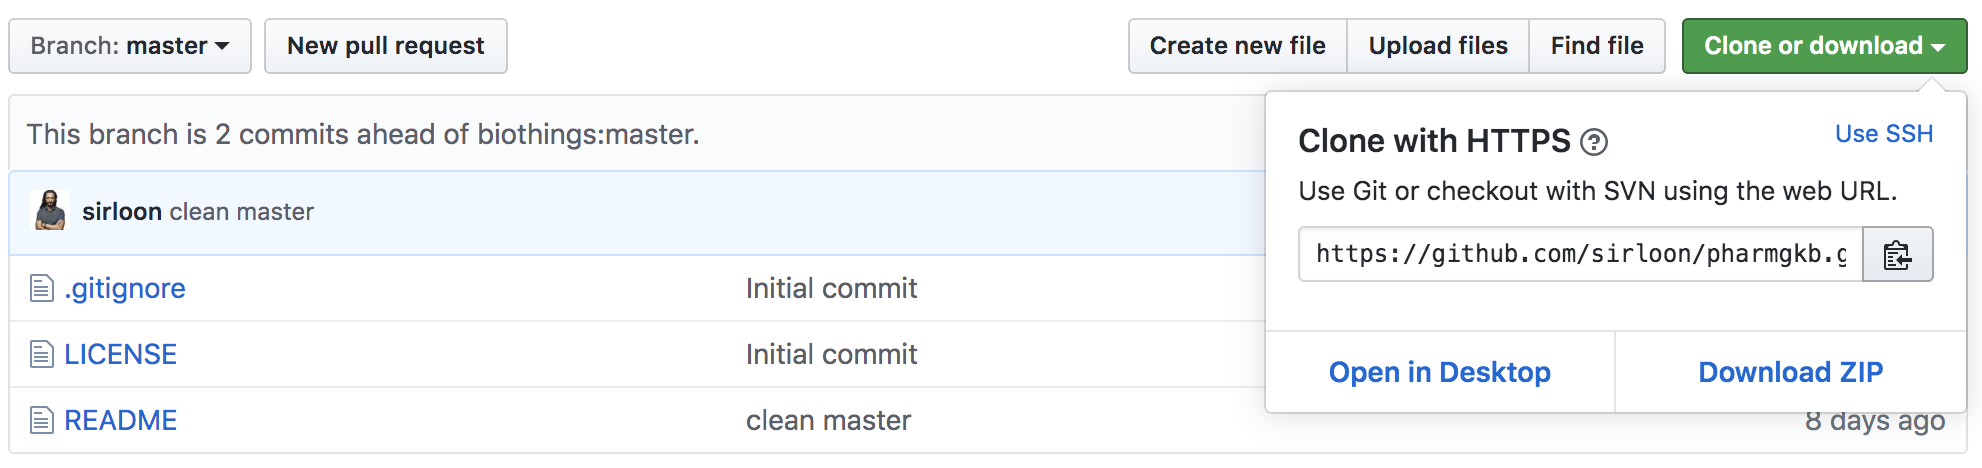 Branch: master
New pull request
Create new file
Upload files
Find file
Clone or download
This branch is 2 commits ahead of biothings:master.
Clone with HTTPS ?
Use SSH
Use Git or checkout with SVN using the web URL.
https://github.com/sirloon/pharmgkb.g
Open in Desktop
Download ZIP
sirloon clean master
.gitignore
Initial commit
LICENSE
Initial commit
README
clean master
8 days ago